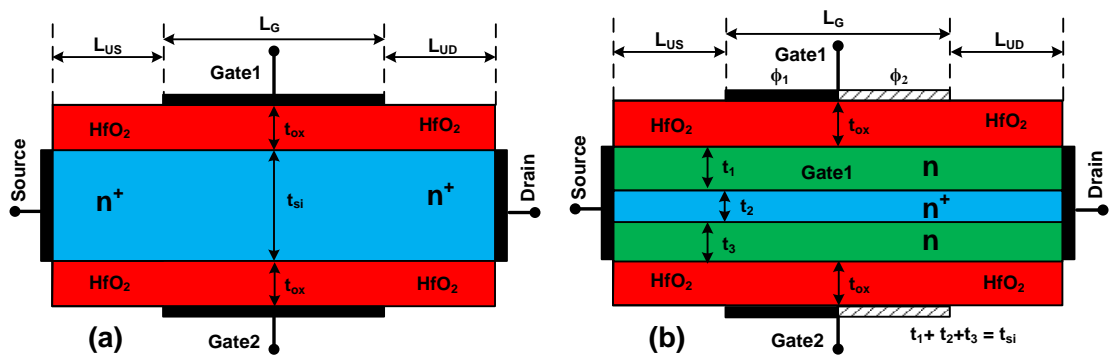 L_G
L_US
L_UD
Gate1
HfO₂
t_ox
HfO₂
Source
n⁺
t_si
n⁺
Drain
HfO₂
t_ox
HfO₂
(a)
Gate2
L_G
L_US
L_UD
Gate1
ϕ₁
ϕ₂
HfO₂
t_ox
HfO₂
Source
t₁
Gate1
n
t₂
n⁺
t₃
n
Drain
HfO₂
t_ox
HfO₂
(b)
Gate2
t₁+ t₂+t₃ = t_si